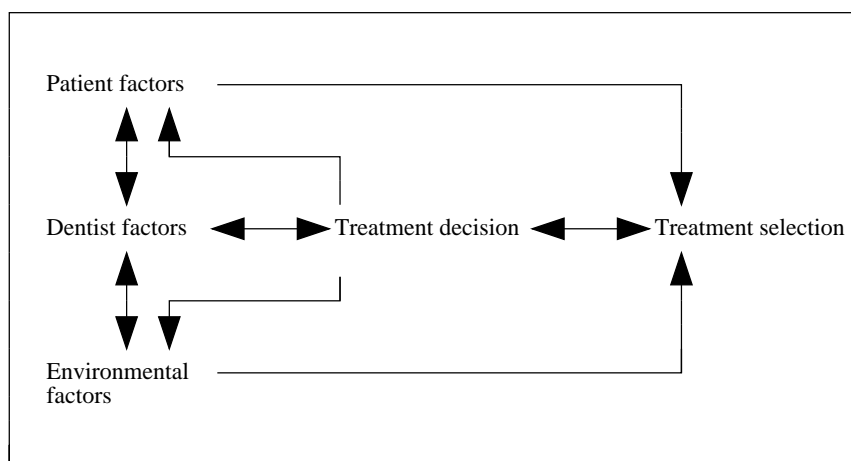 Patient factors
Dentist factors
Treatment decision
Treatment selection
Environmental
factors